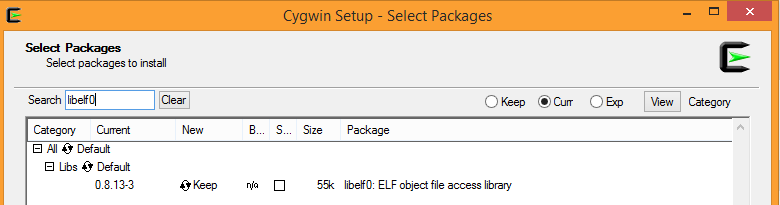 Cygwin Setup - Select Packages
Select Packages
Select packages to install
Search libelf0 Clear Keep Curr Exp View Category
Category Current New B... S... Size Package
All Default
Libs Default
0.8.13-3 Keep n/a 55k libelf0: ELF object file access library